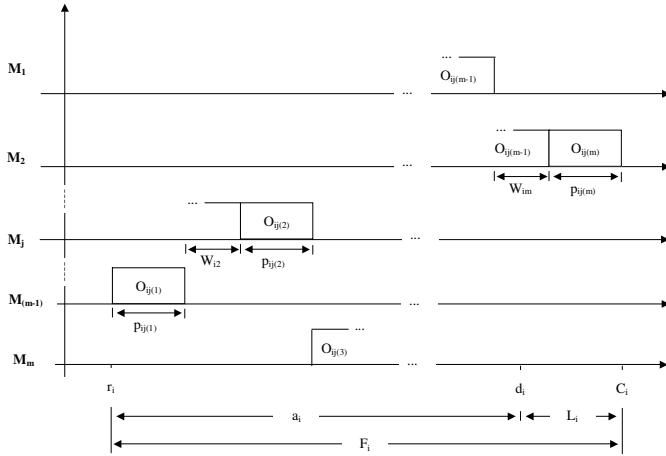 M1 ... Oij(m-1) ...
M2 ... Oij(m-1) Oij(m) ...
Wim pij(m)
Mj ... Oij(2) ...
Wi2 pij(2)
M(m-1) Oij(1) ...
pij(1)
Mm Oij(3) ... ...
ri di Ci
ai Li
Fi